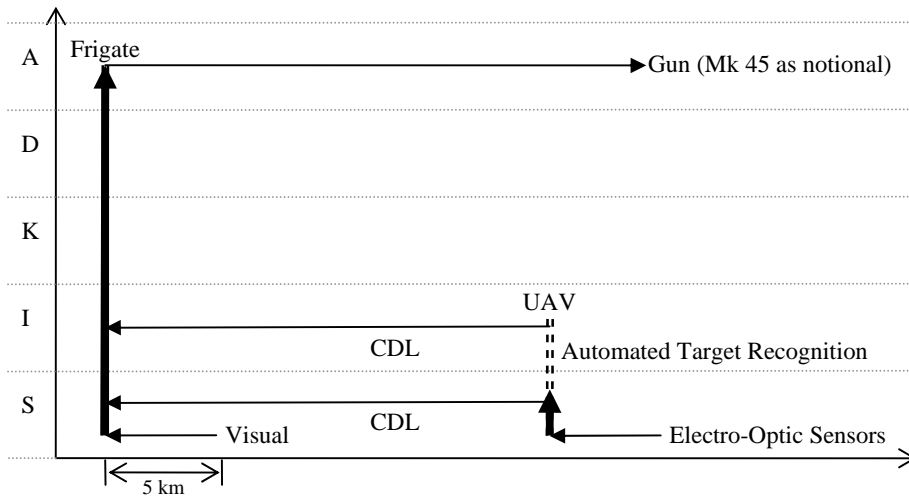 A
Frigate
Gun (Mk 45 as notional)
D
K
I
UAV
CDL
Automated Target Recognition
S
CDL
Visual
Electro-Optic Sensors
5 km